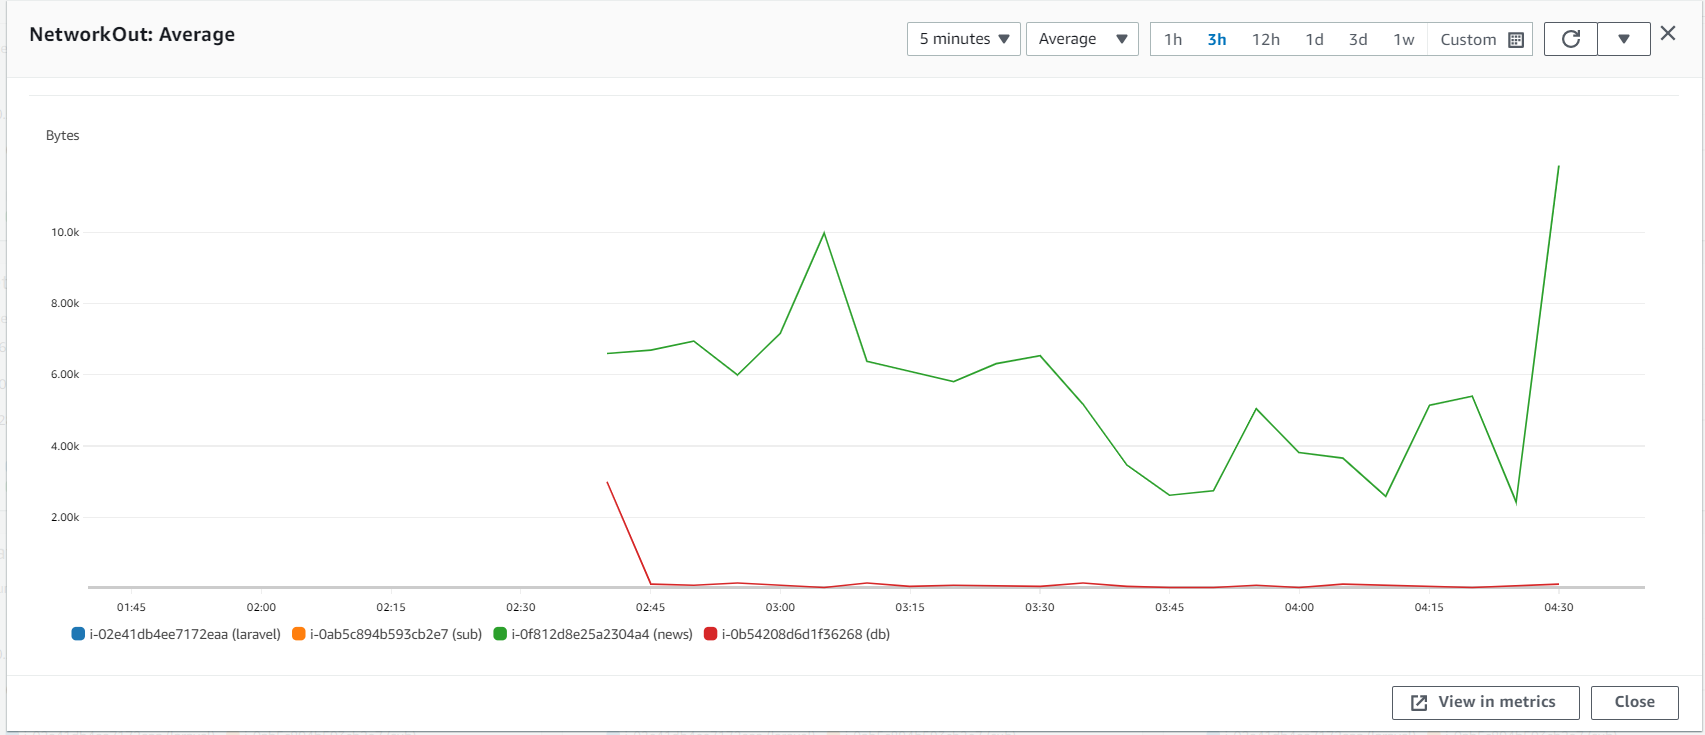 NetworkOut: Average
5 minutes Average 1h 3h 12h 1d 3d 1w Custom
Bytes
10.0k
8.00k
6.00k
4.00k
2.00k
01:45 02:00 02:15 02:30 02:45 03:00 03:15 03:30 03:45 04:00 04:15 04:30
i-02e41db4ee7172eaa (laravel) i-0ab5c894b593cb2e7 (sub) i-0f812d8e25a2304a4 (news) i-0b54208d6d1f36268 (db)
View in metrics Close